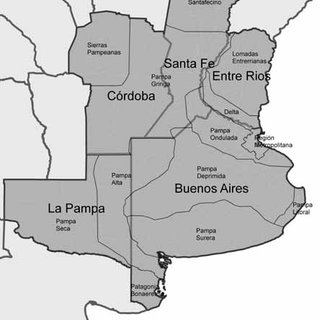 Santafecino
Sierras
Pampeanas
Santa Fe
Lomadas
Entrerrianas
Pampa
Gringa
Entre Rios
Córdoba
Delta
Pampa
Ondulada
Región
Metropolitana
Pampa
Alta
Pampa
Deprimida
Buenos Aires
La Pampa
Pampa
Seca
Pampa
Litoral
Pampa
Surera
Patagonia
Bonaerense